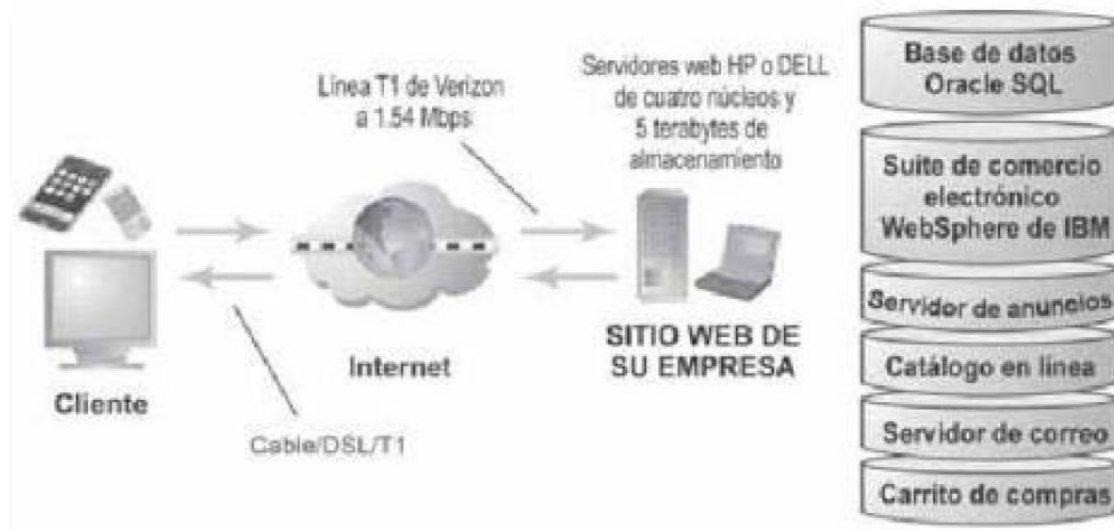 Línea T1 de Verizon
a 1.54 Mbps
Servidores web HP o DELL
de cuatro núcleos y
5 terabytes de
almacenamiento
Cliente
Internet
SITIO WEB DE
SU EMPRESA
Cable/DSL/T1
Base de datos
Oracle SQL
Suite de comercio
electrónico
WebSphere de IBM
Servidor de anuncios
Catálogo en línea
Servidor de correo
Carrito de compras